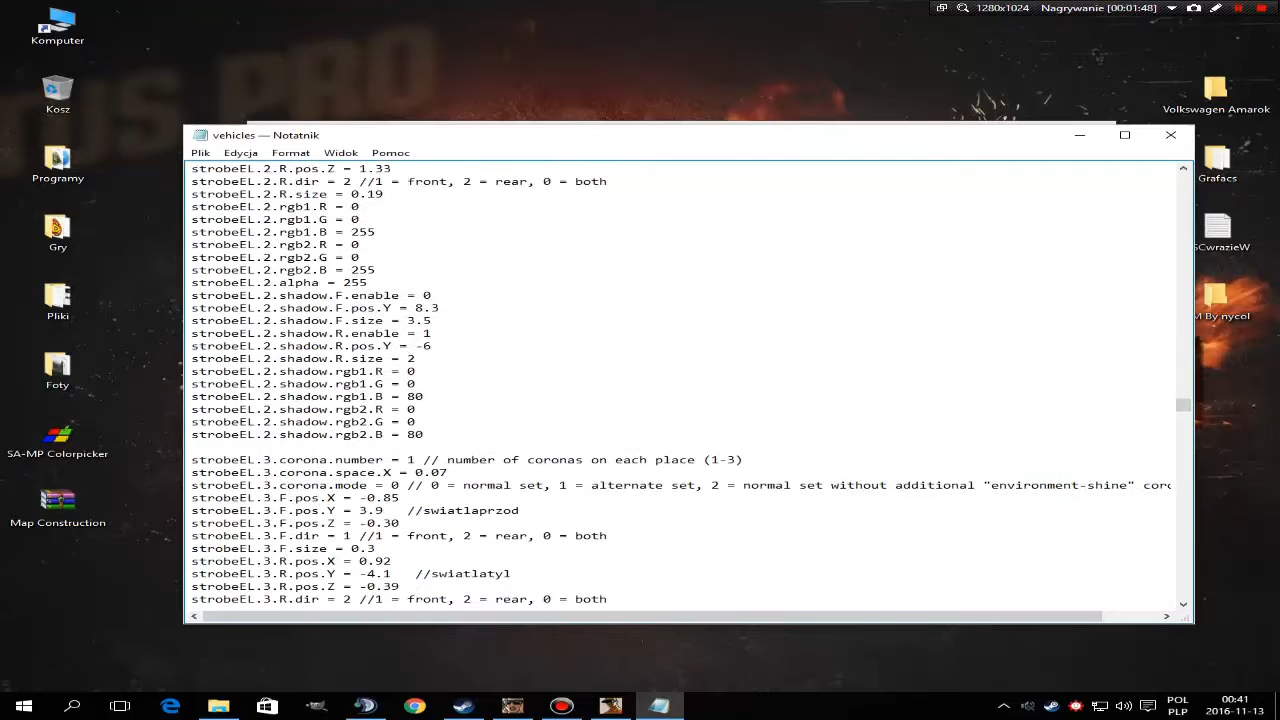 1280x1024 Nagrywanie [00:01:48]
Komputer
Kosz
Programy
Gry
Pliki
Foty
SA-MP Colorpicker
Map Construction
Volkswagen Amarok
Grafacs
SCwrazieW
M By nycol
vehicles — Notatnik
Plik Edycja Format Widok Pomoc
strobeEL.2.R.pos.Z = 1.33
strobeEL.2.R.dir = 2 //1 = front, 2 = rear, 0 = both
strobeEL.2.R.size = 0.19
strobeEL.2.rgb1.R = 0
strobeEL.2.rgb1.G = 0
strobeEL.2.rgb1.B = 255
strobeEL.2.rgb2.R = 0
strobeEL.2.rgb2.G = 0
strobeEL.2.rgb2.B = 255
strobeEL.2.alpha = 255
strobeEL.2.shadow.F.enable = 0
strobeEL.2.shadow.F.pos.Y = 8.3
strobeEL.2.shadow.F.size = 3.5
strobeEL.2.shadow.R.enable = 1
strobeEL.2.shadow.R.pos.Y = -6
strobeEL.2.shadow.R.size = 2
strobeEL.2.shadow.rgb1.R = 0
strobeEL.2.shadow.rgb1.G = 0
strobeEL.2.shadow.rgb1.B = 80
strobeEL.2.shadow.rgb2.R = 0
strobeEL.2.shadow.rgb2.G = 0
strobeEL.2.shadow.rgb2.B = 80
strobeEL.3.corona.number = 1 // number of coronas on each place (1-3)
strobeEL.3.corona.space.X = 0.07
strobeEL.3.corona.mode = 0 // 0 = normal set, 1 = alternate set, 2 = normal set without additional "environment-shine" coro
strobeEL.3.F.pos.X = -0.85
strobeEL.3.F.pos.Y = 3.9 //swiatlaprzod
strobeEL.3.F.pos.Z = -0.30
strobeEL.3.F.dir = 1 //1 = front, 2 = rear, 0 = both
strobeEL.3.F.size = 0.3
strobeEL.3.R.pos.X = 0.92
strobeEL.3.R.pos.Y = -4.1 //swiatlatyl
strobeEL.3.R.pos.Z = -0.39
strobeEL.3.R.dir = 2 //1 = front, 2 = rear, 0 = both
POL
PLP
00:41
2016-11-13